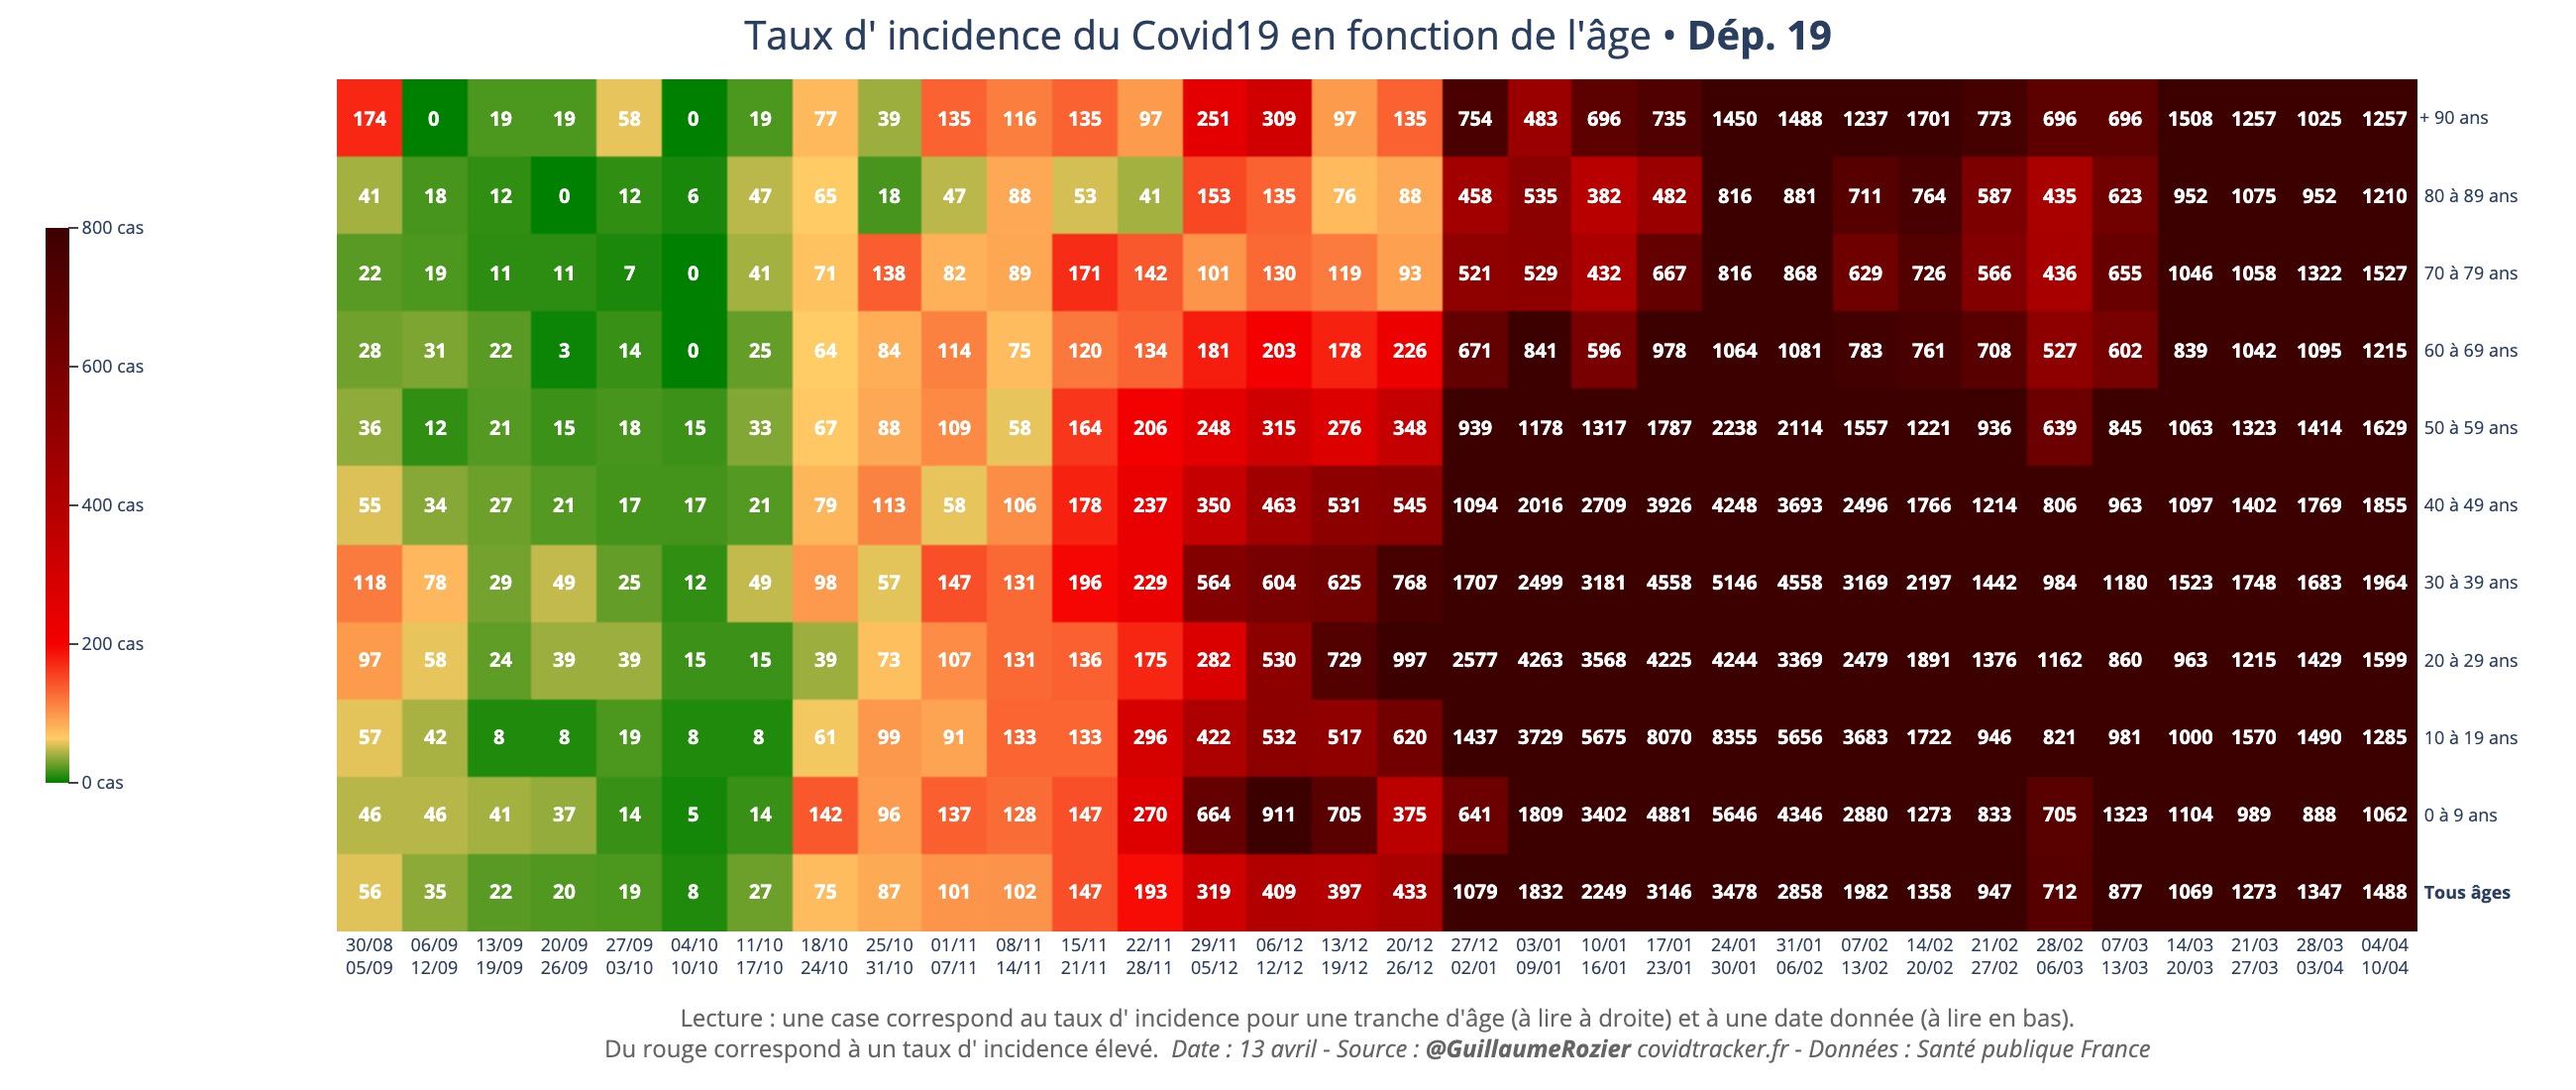 Taux d' incidence du Covid19 en fonction de l'âge • Dép. 19
174 0 19 19 58 0 19 77 39 135 116 135 97 251 309 97 135 754 483 696 735 1450 1488 1237 1701 773 696 696 1508 1257 1025 1257 + 90 ans
41 18 12 0 12 6 47 65 18 47 88 53 41 153 135 76 88 458 535 382 482 816 881 711 764 587 435 623 952 1075 952 1210 80 à 89 ans
800 cas
22 19 11 11 7 0 41 71 138 82 89 171 142 101 130 119 93 521 529 432 667 816 868 629 726 566 436 655 1046 1058 1322 1527 70 à 79 ans
28 31 22 3 14 0 25 64 84 114 75 120 134 181 203 178 226 671 841 596 978 1064 1081 783 761 708 527 602 839 1042 1095 1215 60 à 69 ans
600 cas
36 12 21 15 18 15 33 67 88 109 58 164 206 248 315 276 348 939 1178 1317 1787 2238 2114 1557 1221 936 639 845 1063 1323 1414 1629 50 à 59 ans
400 cas
55 34 27 21 17 17 21 79 113 58 106 178 237 350 463 531 545 1094 2016 2709 3926 4248 3693 2496 1766 1214 806 963 1097 1402 1769 1855 40 à 49 ans
118 78 29 49 25 12 49 98 57 147 131 196 229 564 604 625 768 1707 2499 3181 4558 5146 4558 3169 2197 1442 984 1180 1523 1748 1683 1964 30 à 39 ans
200 cas
97 58 24 39 39 15 15 39 73 107 131 136 175 282 530 729 997 2577 4263 3568 4225 4244 3369 2479 1891 1376 1162 860 963 1215 1429 1599 20 à 29 ans
57 42 8 8 19 8 8 61 99 91 133 133 296 422 532 517 620 1437 3729 5675 8070 8355 5656 3683 1722 946 821 981 1000 1570 1490 1285 10 à 19 ans
0 cas
46 46 41 37 14 5 14 142 96 137 128 147 270 664 911 705 375 641 1809 3402 4881 5646 4346 2880 1273 833 705 1323 1104 989 888 1062 0 à 9 ans
56 35 22 20 19 8 27 75 87 101 102 147 193 319 409 397 433 1079 1832 2249 3146 3478 2858 1982 1358 947 712 877 1069 1273 1347 1488 Tous âges
30/08 06/09 13/09 20/09 27/09 04/10 11/10 18/10 25/10 01/11 08/11 15/11 22/11 29/11 06/12 13/12 20/12 27/12 03/01 10/01 17/01 24/01 31/01 07/02 14/02 21/02 28/02 07/03 14/03 21/03 28/03 04/04
05/09 12/09 19/09 26/09 03/10 10/10 17/10 24/10 31/10 07/11 14/11 21/11 28/11 05/12 12/12 19/12 26/12 02/01 09/01 16/01 23/01 30/01 06/02 13/02 20/02 27/02 06/03 13/03 20/03 27/03 03/04 10/04
Lecture : une case correspond au taux d' incidence pour une tranche d'âge (à lire à droite) et à une date donnée (à lire en bas).
Du rouge correspond à un taux d' incidence élevé. Date : 13 avril - Source : @GuillaumeRozier covidtracker.fr - Données : Santé publique France